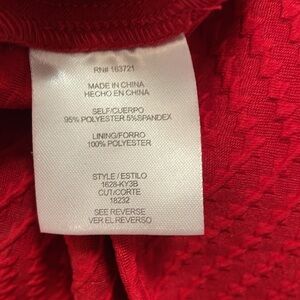 RN# 163721
MADE IN CHINA
HECHO EN CHINA
SELF/CUERPO
95% POLYESTER 5%SPANDEX
LINING/FORRO
100% POLYESTER
STYLE / ESTILO
1628-KY3B
CUT/CORTE
18232
SEE REVERSE
VER EL REVERSO